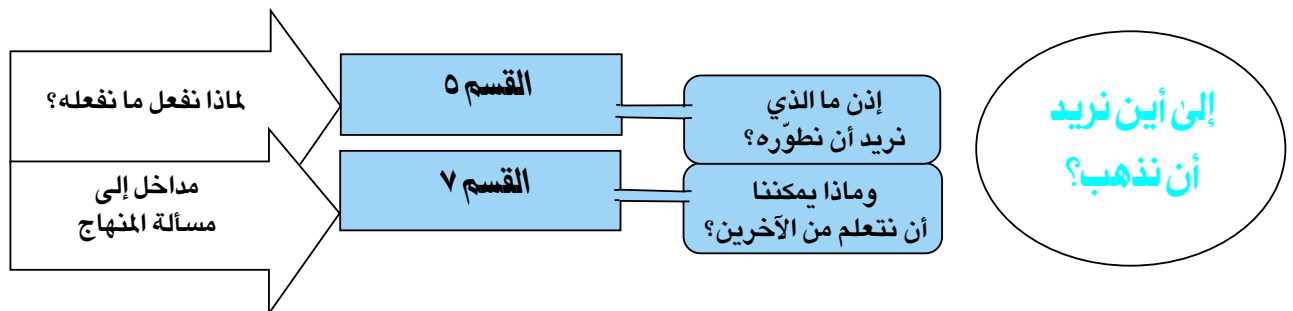 إلىٰ أين نريد
أن نذهب؟
إذن ما الذي
نريد أن نطوّره؟
القسم ٥
لماذا نفعل ما نفعله؟
وماذا يمكننا
أن نتعلم من الآخرين؟
القسم ٧
مداخل إلى
مسألة المنهاج